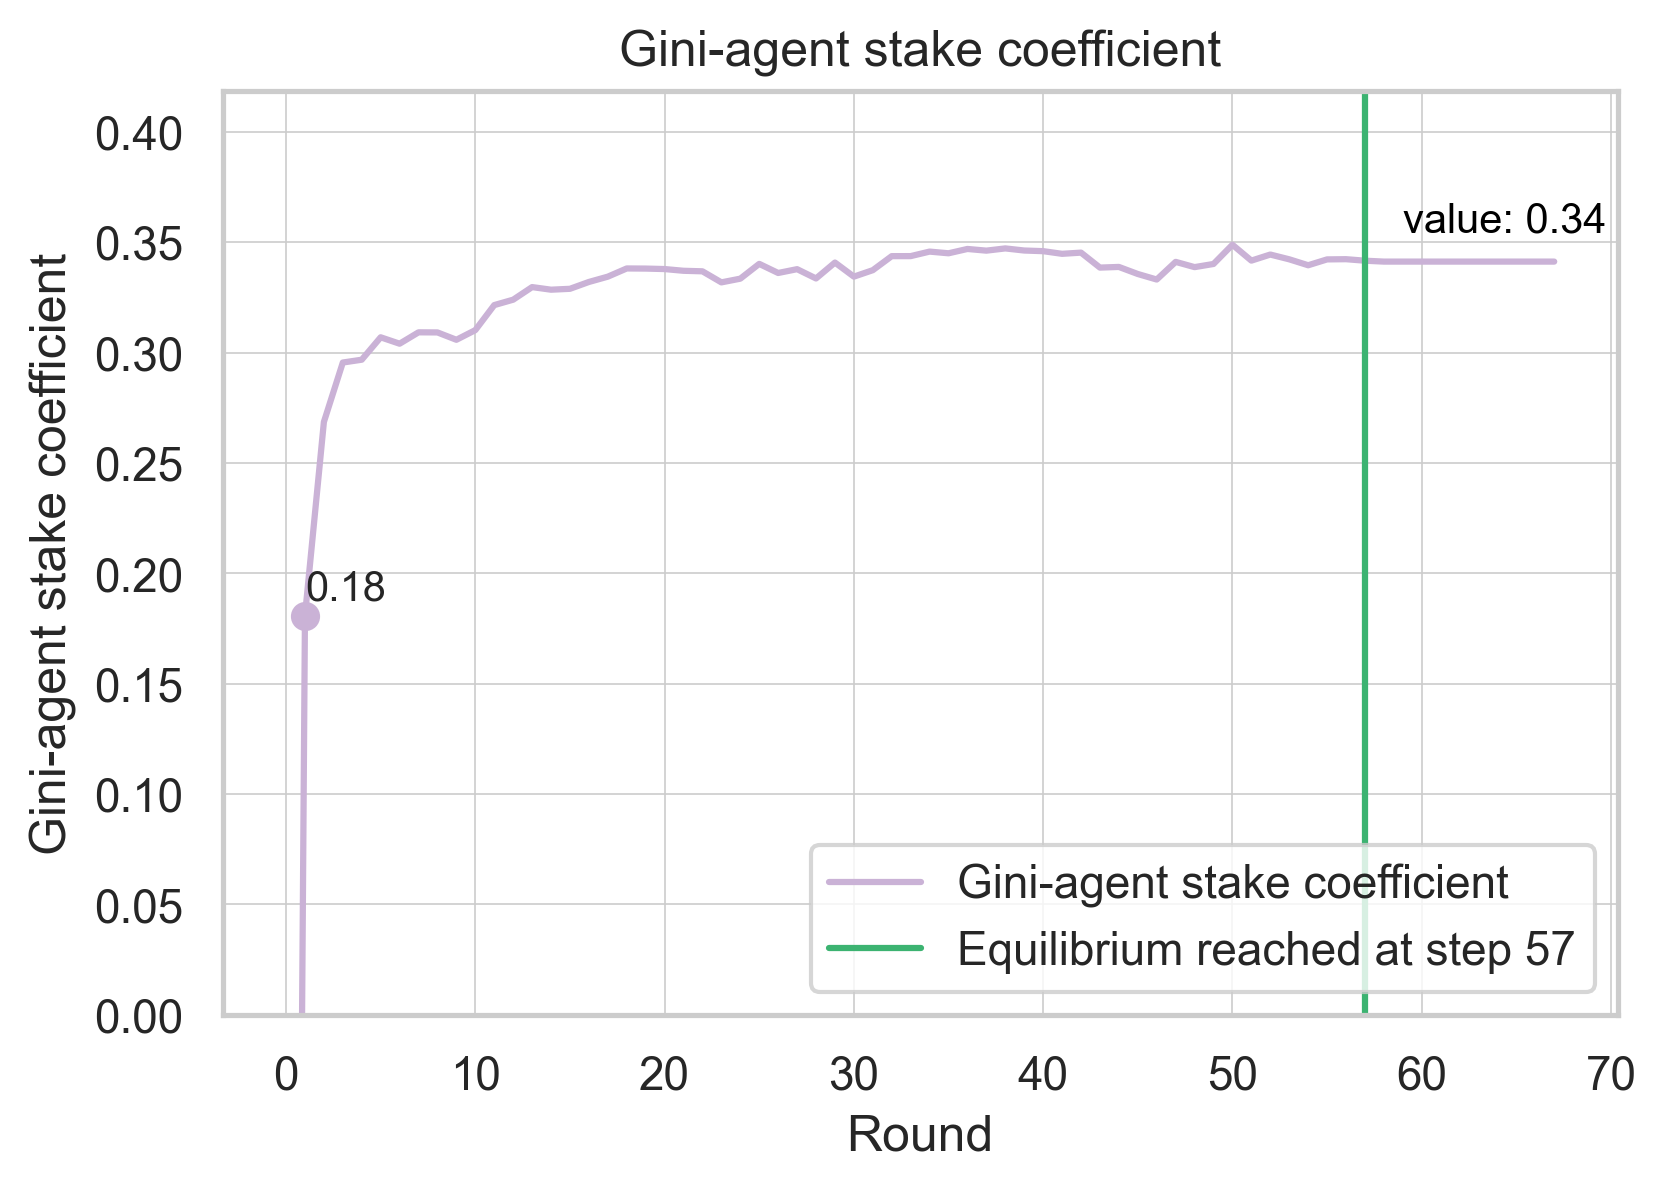 Gini-agent stake coefficient
Gini-agent stake coefficient
0.40
0.35
0.30
0.25
0.20
0.15
0.10
0.05
0.00
value: 0.34
0.18
Gini-agent stake coefficient
Equilibrium reached at step 57
0 10 20 30 40 50 60 70
Round